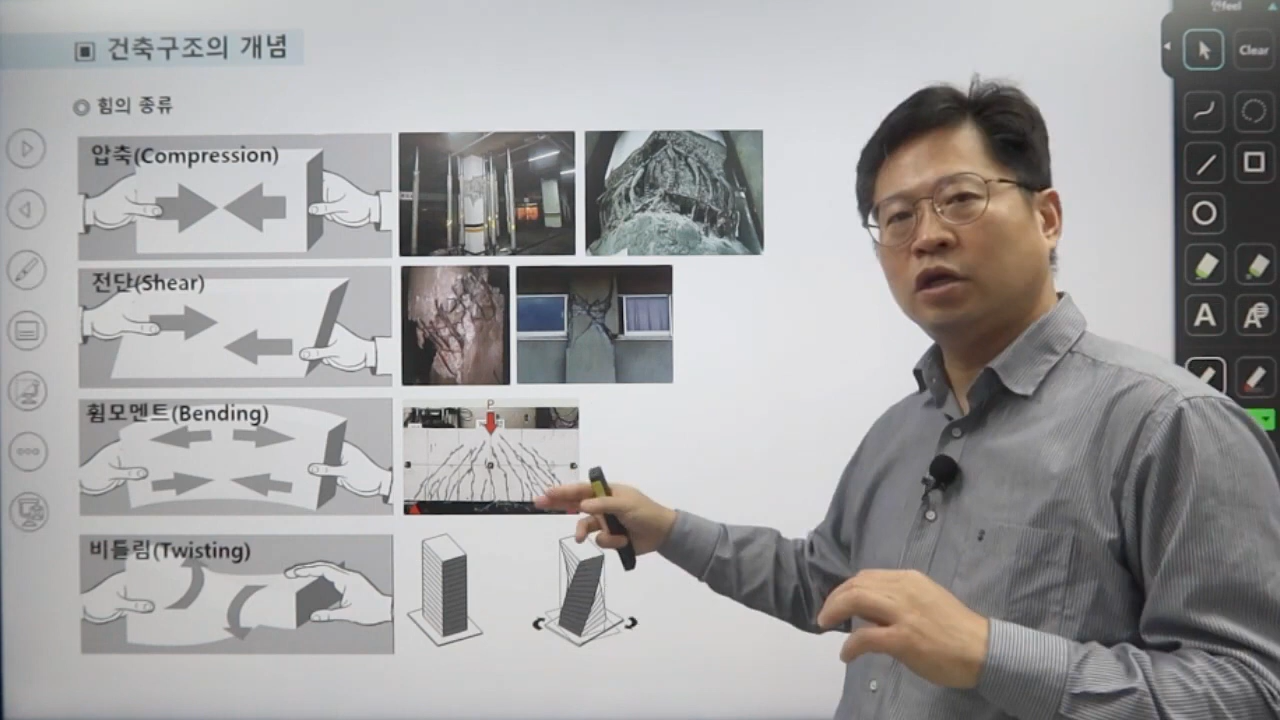 건축구조의 개념
힘의 종류
압축(Compression)
전단(Shear)
휨모멘트(Bending)
P
비틀림(Twisting)
Clear
A
A